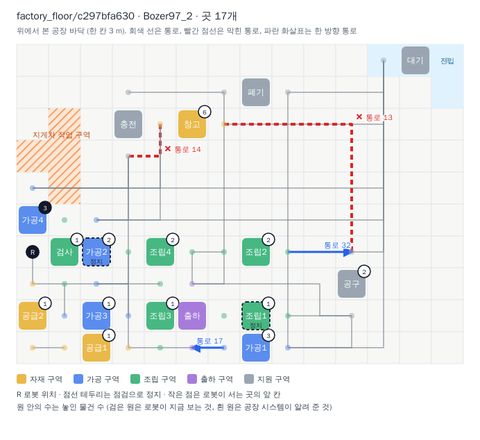 factory_floor/c297bfa630 · Bozer97_2 · 곳 17개
위에서 본 공장 바닥 (한 칸 3 m). 회색 선은 통로, 빨간 점선은 막힌 통로, 파란 화살표는 한 방향 통로
대기
전립
폐기
✕ 통로 13
충전
창고
6
지게차 작업 구역
✕ 통로 14
가공4
3
R
검사
1
가공2
2
정지
조립4
2
조립2
2
통로 32
공구
2
공급2
1
가공3
1
조립3
1
출하
조립1
1
정지
공급1
1
통로 17
가공1
3
자재 구역
가공 구역
조립 구역
출하 구역
지원 구역
R 로봇 위치 · 점선 테두리는 점검으로 정지 · 작은 점은 로봇이 서는 곳의 앞 칸
원 안의 수는 놓인 물건 수 (검은 원은 로봇이 지금 보는 것, 흰 원은 공장 시스템이 알려 준 것)